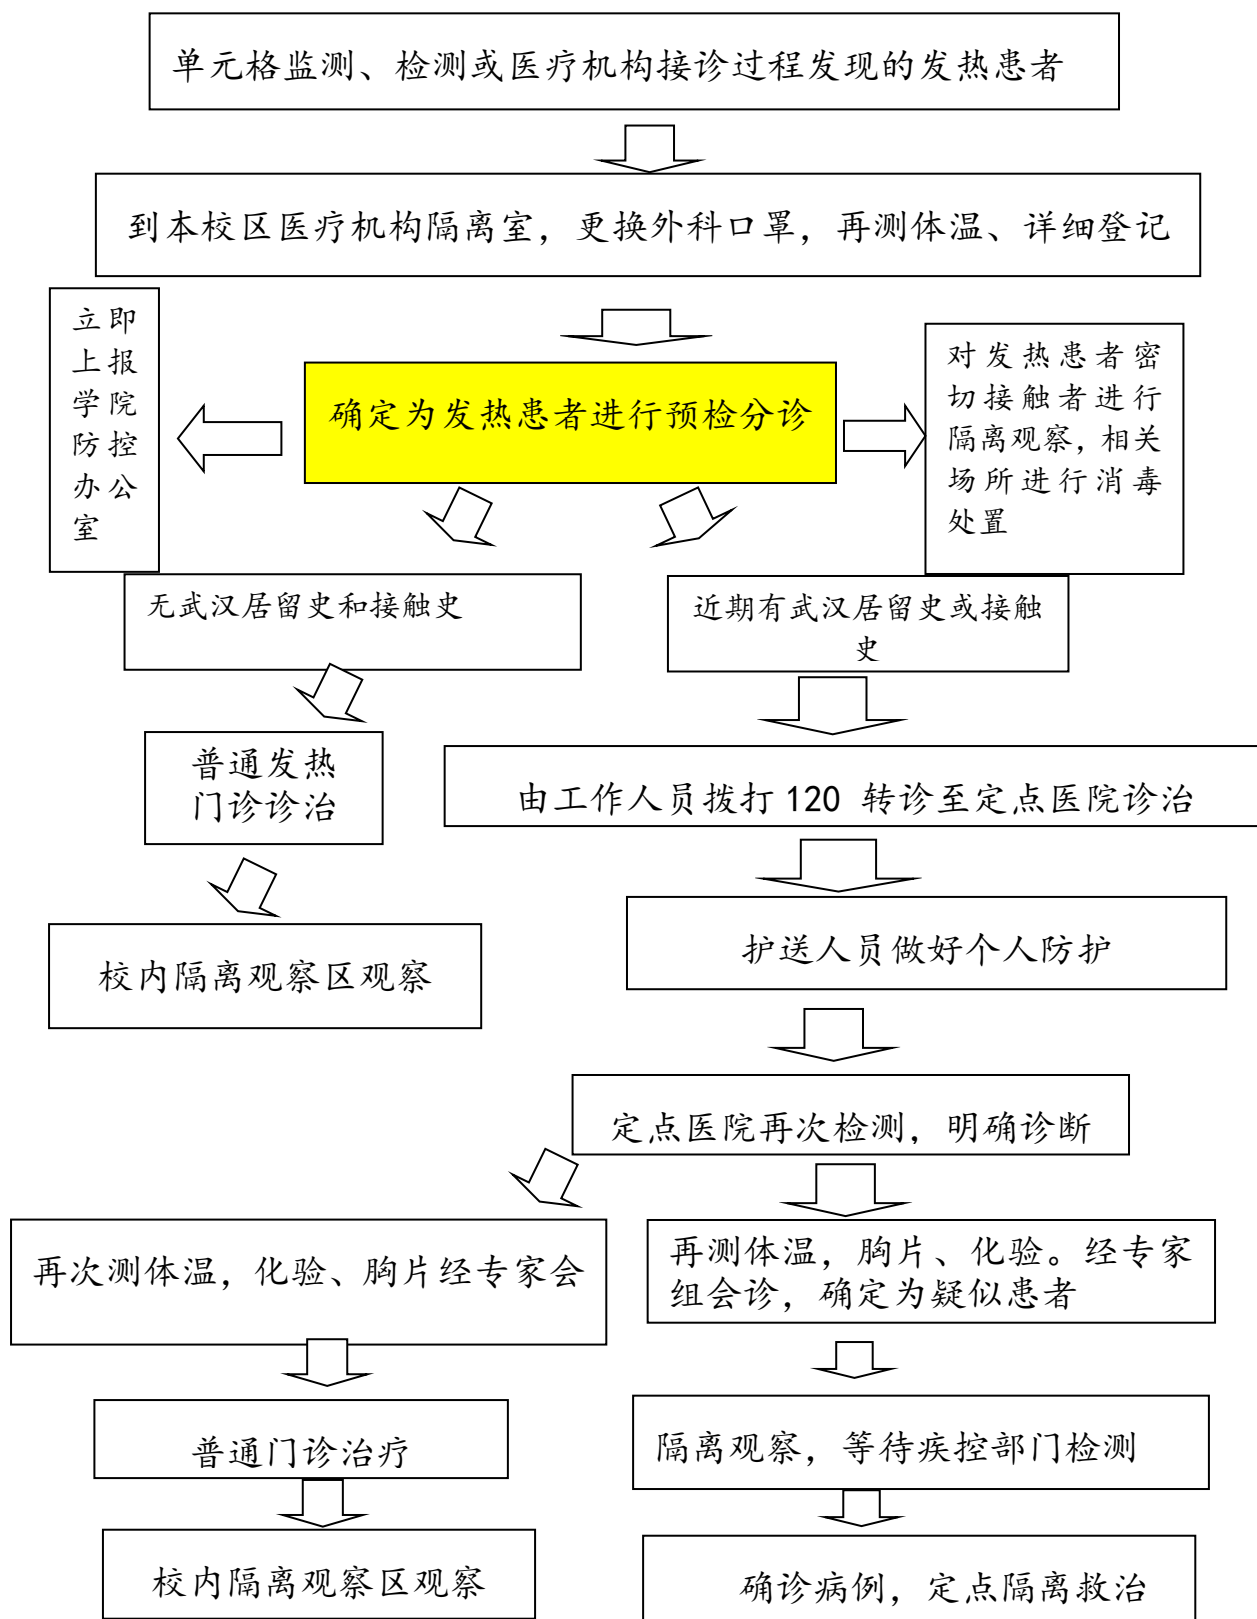 单元格监测、检测或医疗机构接诊过程发现的发热患者
到本校区医疗机构隔离室，更换外科口罩，再测体温、详细登记
立即
上报
学院
防控
办公
室
确定为发热患者进行预检分诊
对发热患者密
切接触者进行
隔离观察，相关
场所进行消毒
处置
无武汉居留史和接触史
近期有武汉居留史或接触
史
普通发热
门诊诊治
由工作人员拨打 120 转诊至定点医院诊治
校内隔离观察区观察
护送人员做好个人防护
定点医院再次检测，明确诊断
再次测体温，化验、胸片经专家会
再测体温，胸片、化验。经专家
组会诊，确定为疑似患者
普通门诊治疗
隔离观察，等待疾控部门检测
校内隔离观察区观察
确诊病例，定点隔离救治